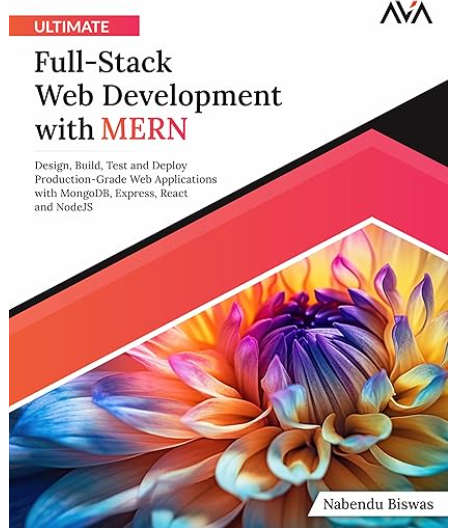 AVA
ULTIMATE
Full-Stack
Web Development
with MERN
Design, Build, Test and Deploy
Production-Grade Web Applications
with MongoDB, Express, React
and NodeJS
Nabendu Biswas